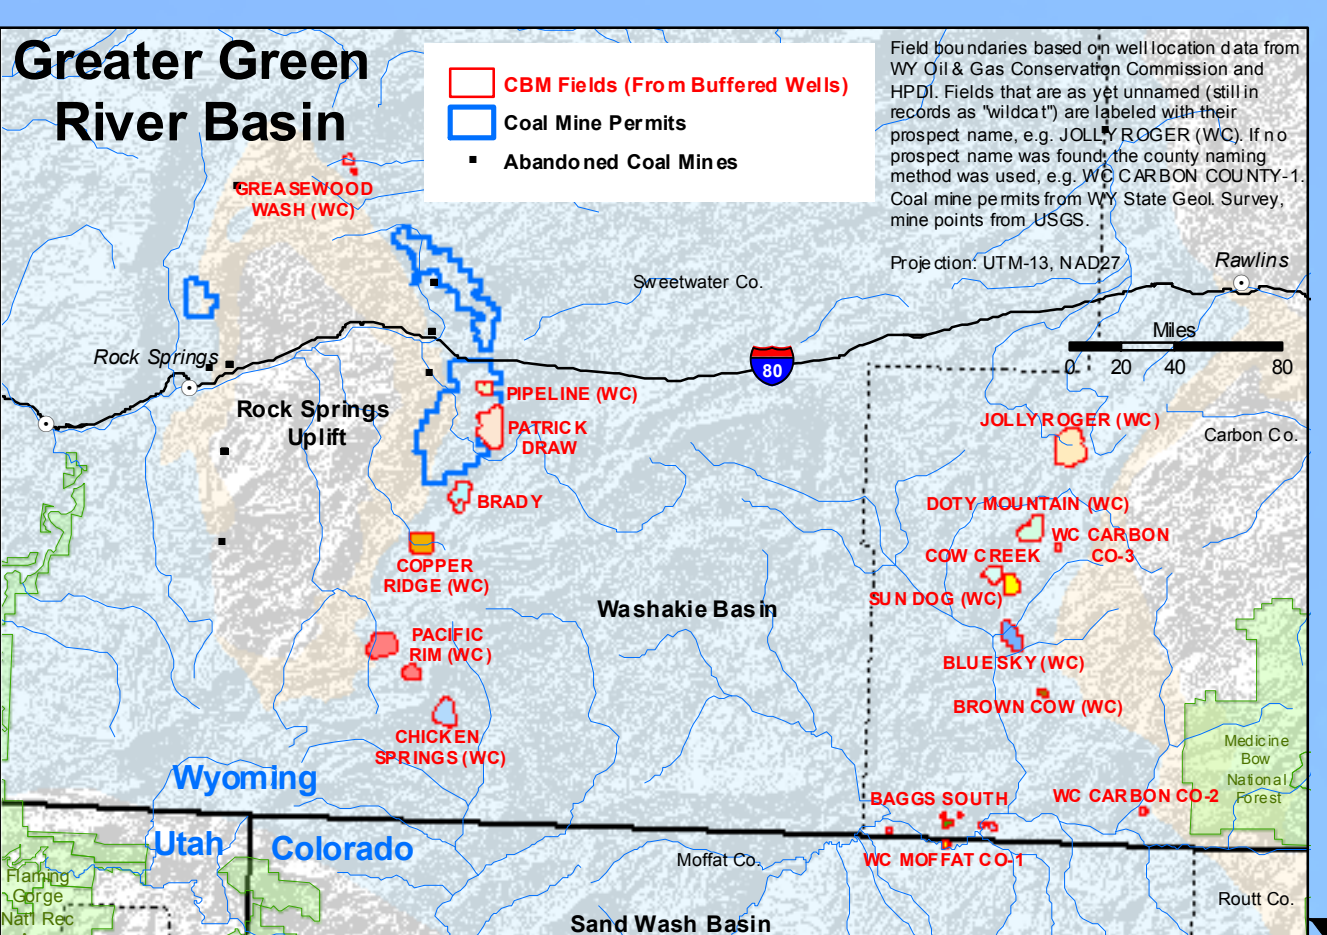 Greater Green
River Basin
CBM Fields (From Buffered Wells)
Coal Mine Permits
Abandoned Coal Mines
Field boundaries based on well location data from
WY Oil & Gas Conservation Commission and
HPDI. Fields that are as yet unnamed (still in
records as "wildcat") are labeled with their
prospect name, e.g. JOLLY ROGER (WC). If no
prospect name was found, the county naming
method was used, e.g. WC CARBON COUNTY-1.
Coal mine permits from WY State Geol. Survey,
mine points from USGS.
Projection: UTM-13, NAD27
GREASEWOOD
WASH (WC)
Sweetwater Co.
Rawlins
Miles
0 20 40 80
80
Rock Springs
Rock Springs
Uplift
PIPELINE (WC)
PATRICK
DRAW
BRADY
COPPER
RIDGE (WC)
PACIFIC
RIM (WC)
CHICKEN
SPRINGS (WC)
Washakie Basin
JOLLY ROGER (WC)
Carbon Co.
DOTY MOUNTAIN (WC)
WC CARBON
CO-3
COW CREEK
SUN DOG (WC)
BLUE SKY (WC)
BROWN COW (WC)
Medicine
Bow
National
Forest
Wyoming
Utah
Colorado
BAGGS SOUTH
WC CARBON CO-2
WC MOFFAT CO-1
Moffat Co.
Flaming
Gorge
Nat'l Rec
Routt Co.
Sand Wash Basin